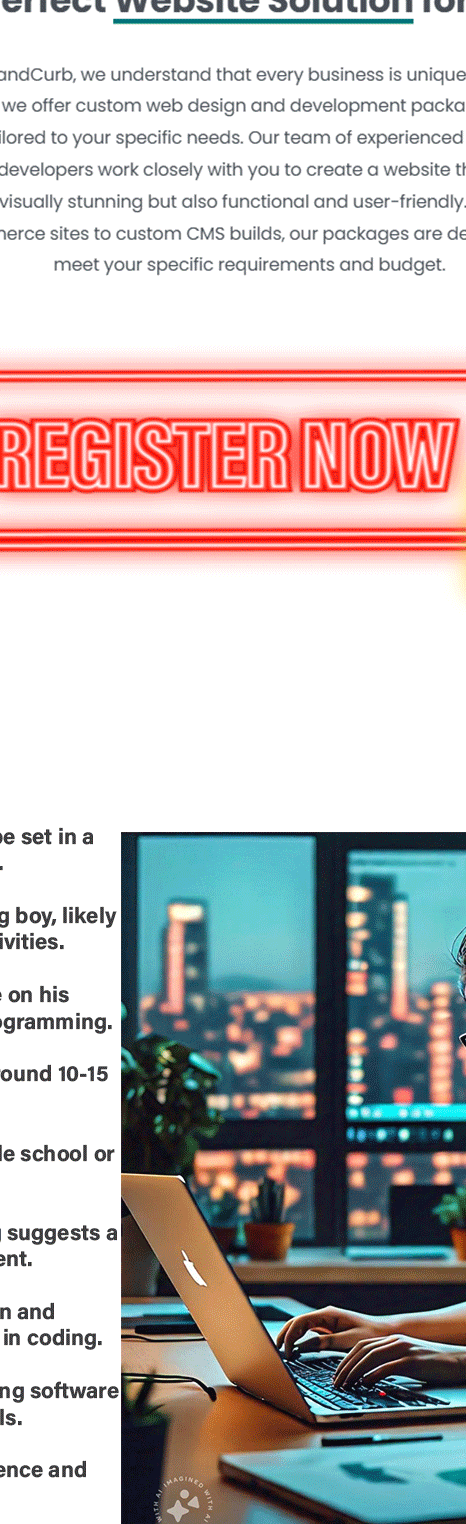 erfect Website Solution for
andCurb, we understand that every business is unique
we offer custom web design and development packa
ilored to your specific needs. Our team of experienced
developers work closely with you to create a website th
visually stunning but also functional and user-friendly.
merce sites to custom CMS builds, our packages are de
meet your specific requirements and budget.
REGISTER NOW
be set in a
.
g boy, likely
ivities.
e on his
ogramming.
round 10-15
le school or
g suggests a
ent.
n and
in coding.
ing software
ls.
ence and
IMAGINED WITH AI
WITH AI